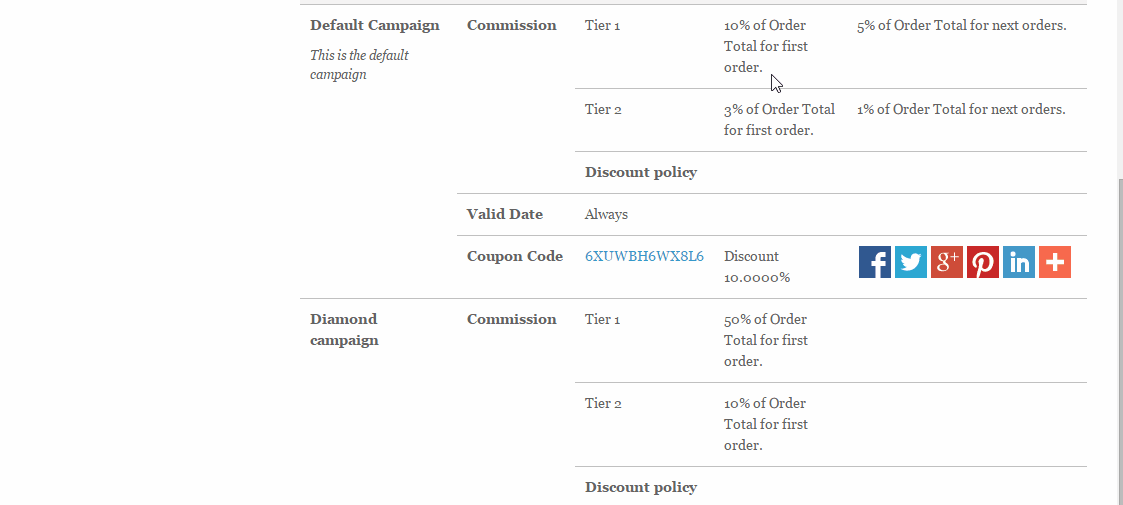 Default Campaign Commission Tier 1 10% of Order 5% of Order Total for next orders.
This is the default Total for first
campaign order.
Tier 2 3% of Order Total 1% of Order Total for next orders.
for first order.
Discount policy
Valid Date Always
Coupon Code 6XUWBH6WX8L6 Discount
10.0000%
f g+ in
Diamond Commission Tier 1 50% of Order
campaign Total for first
order.
Tier 2 10% of Order
Total for first
order.
Discount policy